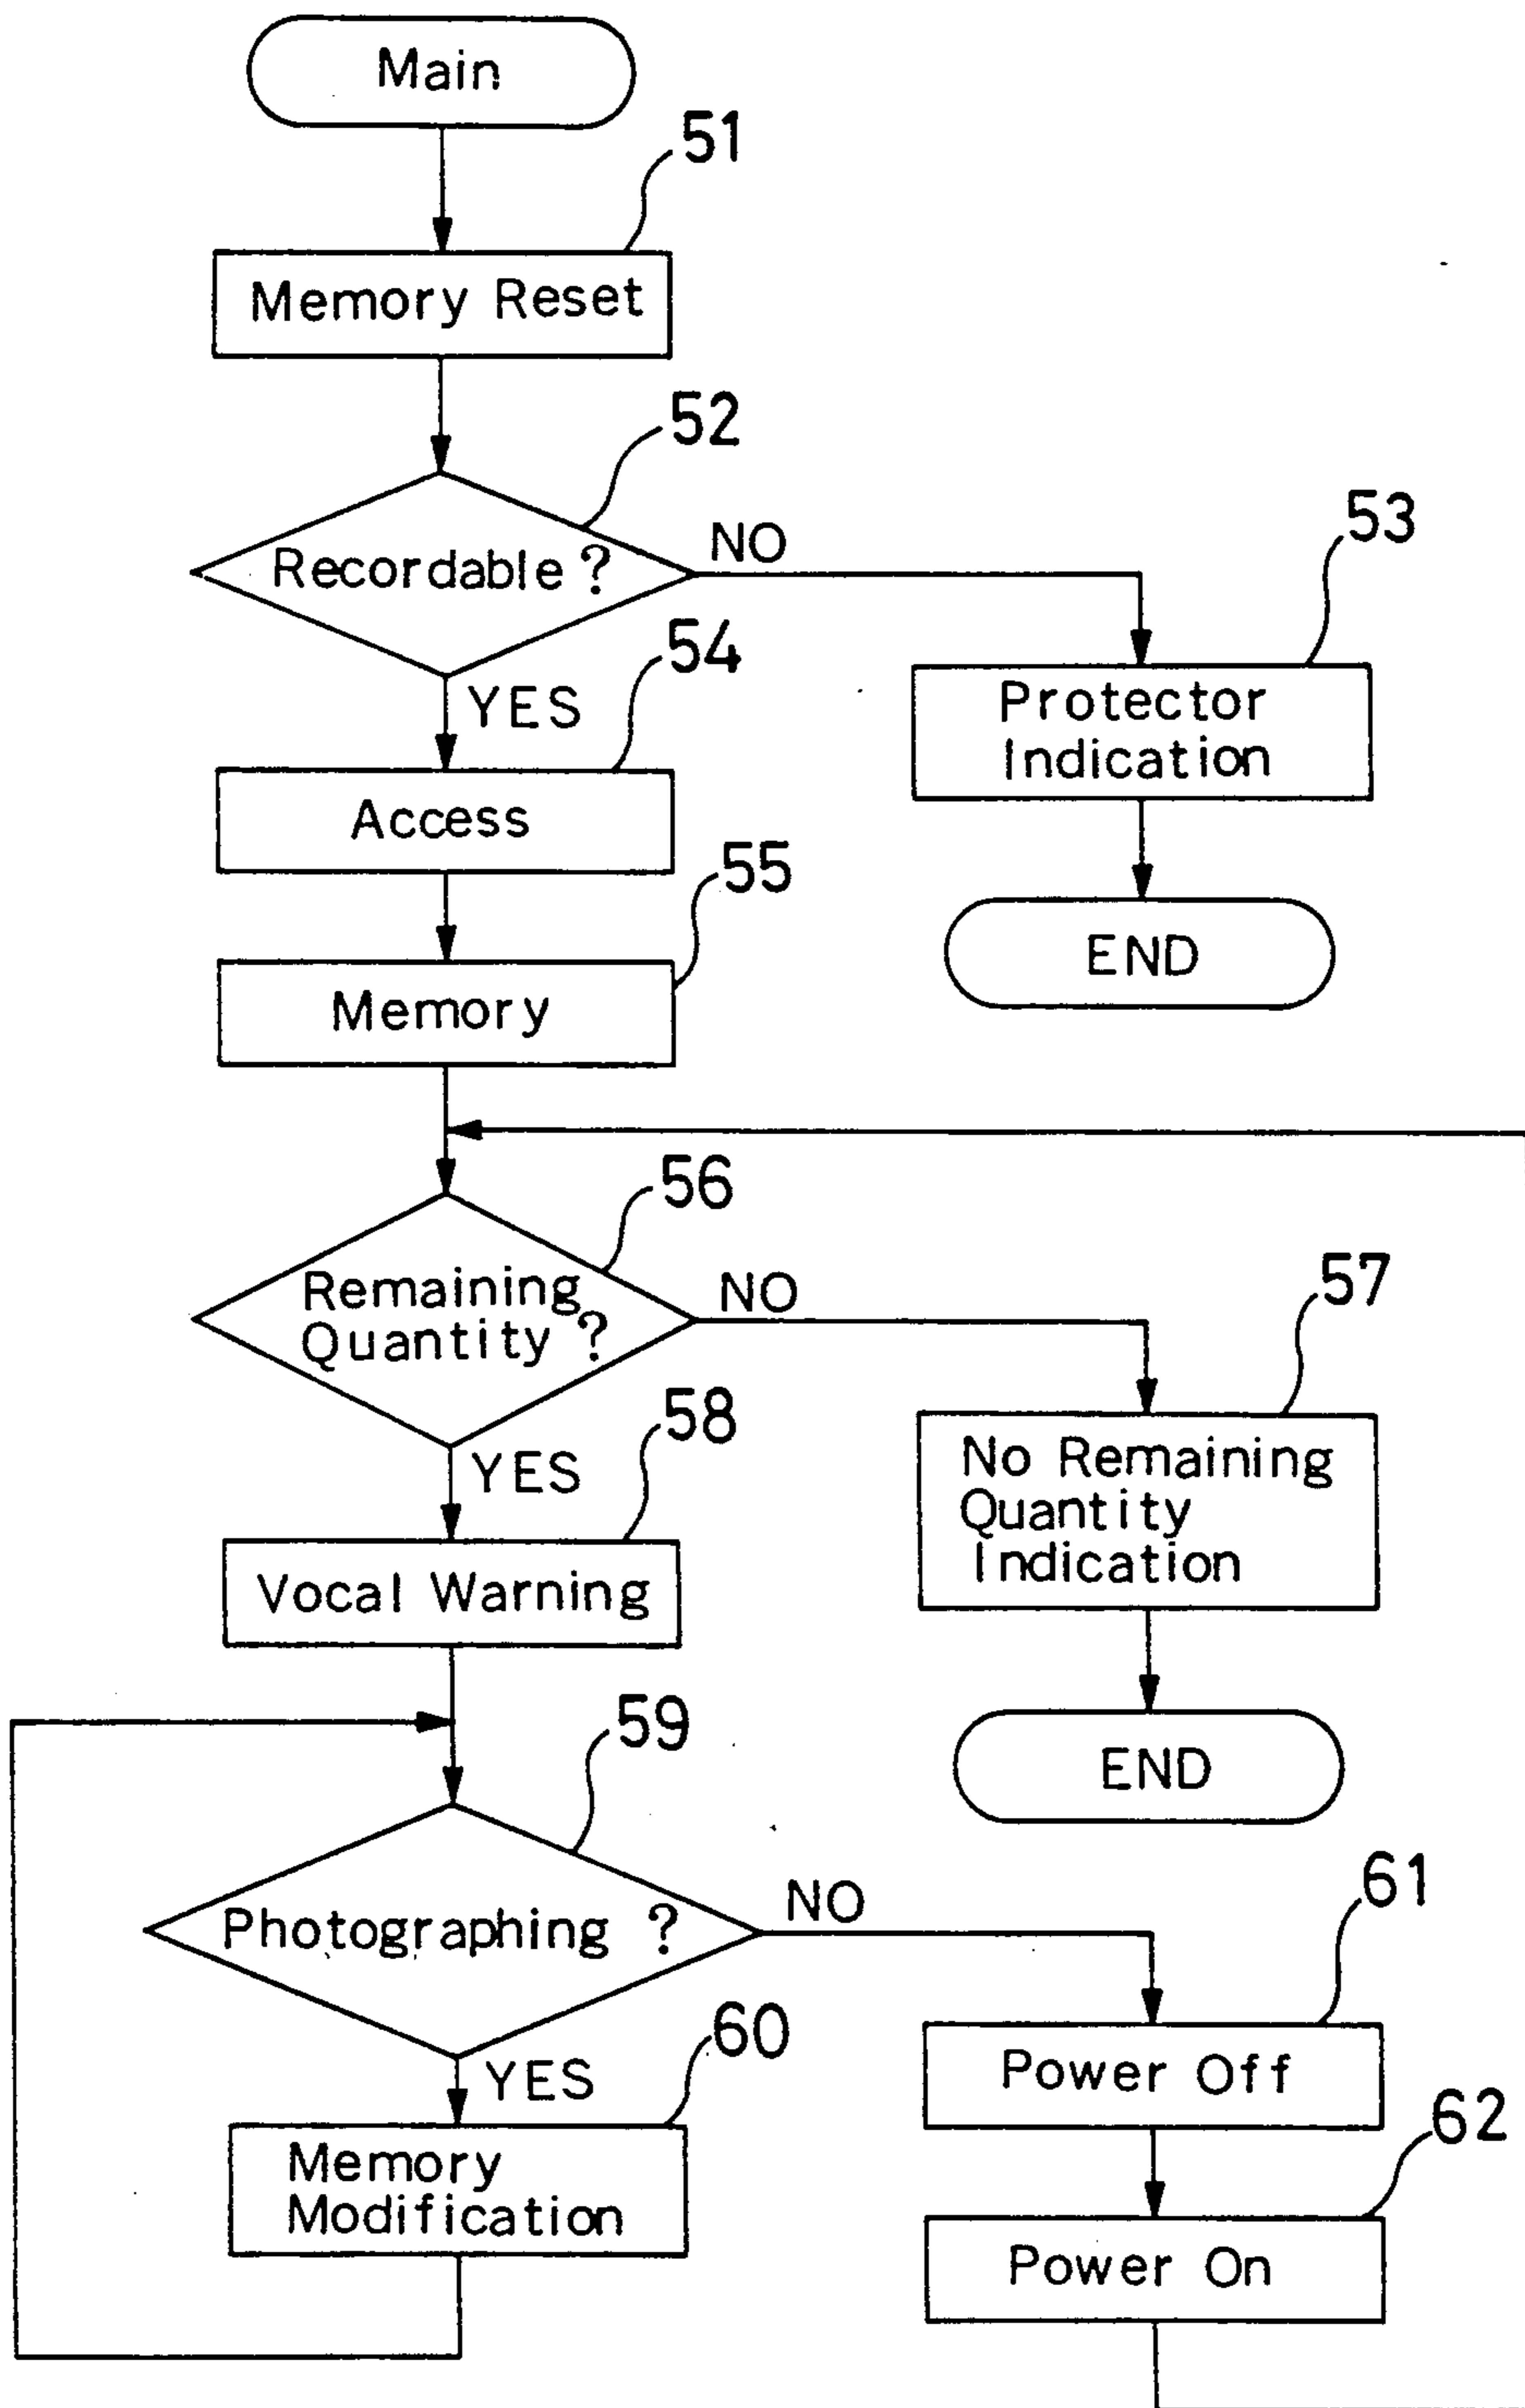 Main
51
Memory Reset
52
Recordable ?
NO
53
Protector
Indication
END
YES
54
Access
55
Memory
56
Remaining
Quantity ?
NO
57
No Remaining
Quantity
Indication
END
YES
58
Vocal Warning
59
Photographing ?
NO
61
Power Off
62
Power On
YES
60
Memory
Modification